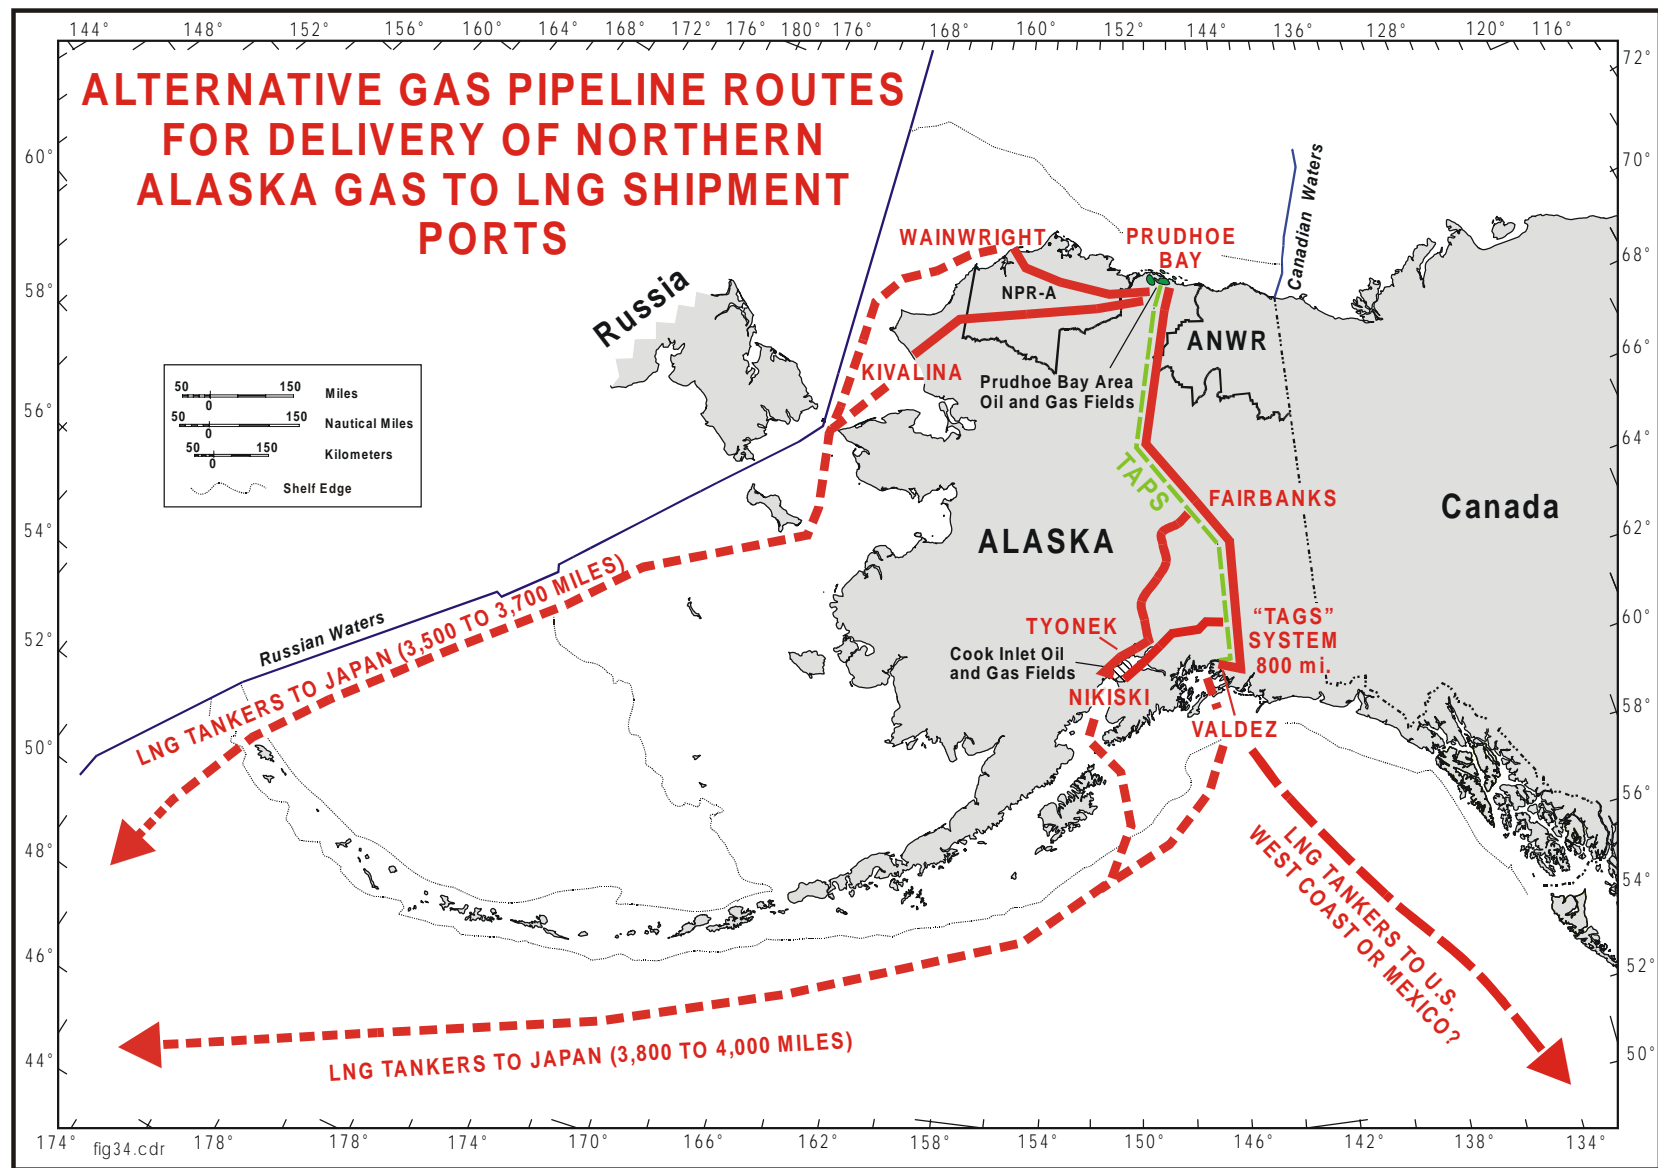 144° 148° 152° 156° 160° 164° 168° 172° 176° 180° 176° 168° 160° 152° 144° 136° 128° 120° 116°
ALTERNATIVE GAS PIPELINE ROUTES
FOR DELIVERY OF NORTHERN
ALASKA GAS TO LNG SHIPMENT
PORTS
60°
58°
56°
54°
52°
50°
48°
46°
44°
72°
70°
68°
66°
64°
62°
60°
58°
56°
54°
52°
50°
Canadian Waters
WAINWRIGHT
PRUDHOE
BAY
Russia
NPR-A
ANWR
KIVALINA
Prudhoe Bay Area
Oil and Gas Fields
50 150
0
Miles
50 150
0
Nautical Miles
50 150
0
Kilometers
Shelf Edge
TAPS
FAIRBANKS
Canada
ALASKA
Russian Waters
LNG TANKERS TO JAPAN (3,500 TO 3,700 MILES)
TYONEK
Cook Inlet Oil
and Gas Fields
NIKISKI
“TAGS”
SYSTEM
800 mi.
VALDEZ
LNG TANKERS TO U.S.
WEST COAST OR MEXICO?
LNG TANKERS TO JAPAN (3,800 TO 4,000 MILES)
174° 178° 178° 174° 170° 166° 162° 158° 154° 150° 146° 142° 138° 134°
fig34.cdr